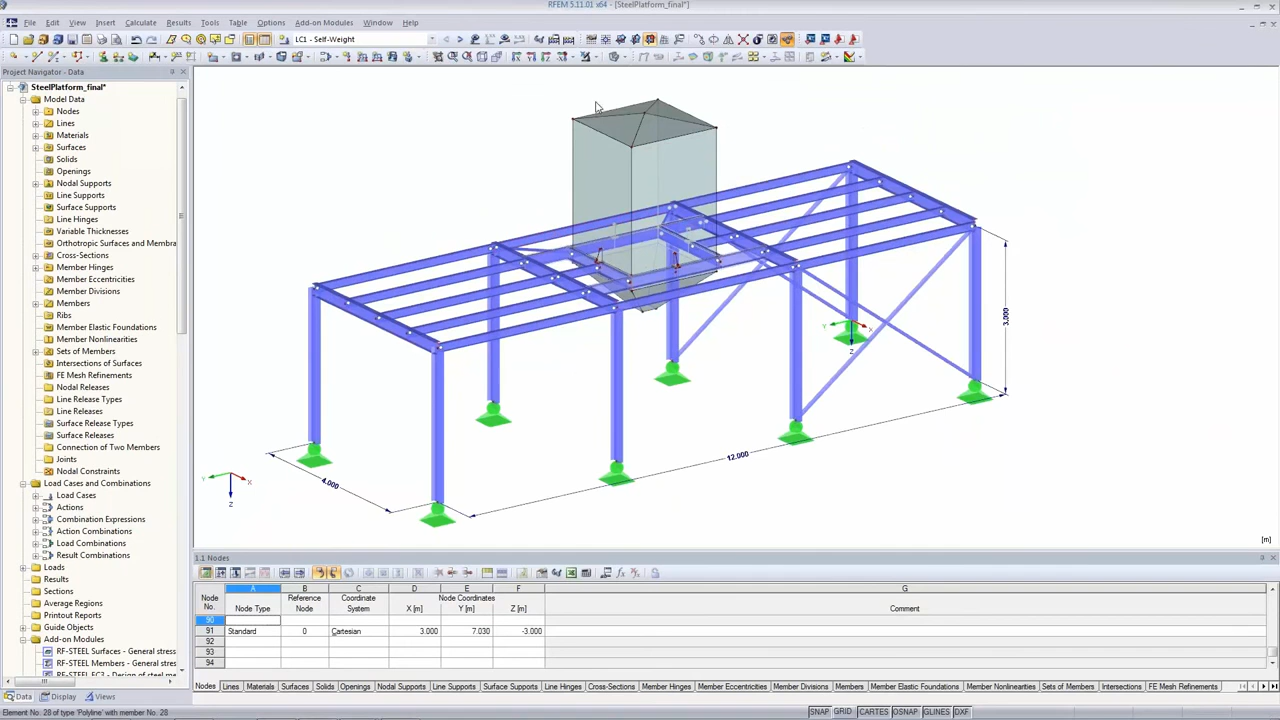 RFEM 5.11.01 x64 - [SteelPlatform_final*]
File Edit View Insert Calculate Results Tools Table Options Add-on Modules Window Help
LC1 - Self-Weight
Project Navigator - Data
SteelPlatform_final*
Model Data
Nodes
Lines
Materials
Surfaces
Solids
Openings
Nodal Supports
Line Supports
Surface Supports
Line Hinges
Variable Thicknesses
Orthotropic Surfaces and Membra
Cross-Sections
Member Hinges
Member Eccentricities
Member Divisions
Members
Ribs
Member Elastic Foundations
Member Nonlinearities
Sets of Members
Intersections of Surfaces
FE Mesh Refinements
Nodal Releases
Line Release Types
Line Releases
Surface Release Types
Surface Releases
Connection of Two Members
Joints
Nodal Constraints
Load Cases and Combinations
Load Cases
Actions
Combination Expressions
Action Combinations
Load Combinations
Result Combinations
Loads
Results
Sections
Average Regions
Printout Reports
Guide Objects
Add-on Modules
RF-STEEL Surfaces - General stress
RF-STEEL Members - General stress
Data Display Views
3.000
Y X
Z
12.000
4.000
Y X
Z
[m]
1.1 Nodes
A B C D E F G
Node No. Node Type Reference Node Coordinate System Node Coordinates X [m] Y [m] Z [m] Comment
90
91 Standard 0 Cartesian 3.000 7.030 -3.000
92
93
94
Nodes Lines Materials Surfaces Solids Openings Nodal Supports Line Supports Surface Supports Line Hinges Cross-Sections Member Hinges Member Eccentricities Member Divisions Members Member Elastic Foundations Member Nonlinearities Sets of Members Intersections FE Mesh Refinements
Element No. 28 of type 'Polyline' with member No. 28
SNAP GRID CARTES OSNAP GLINES DXF